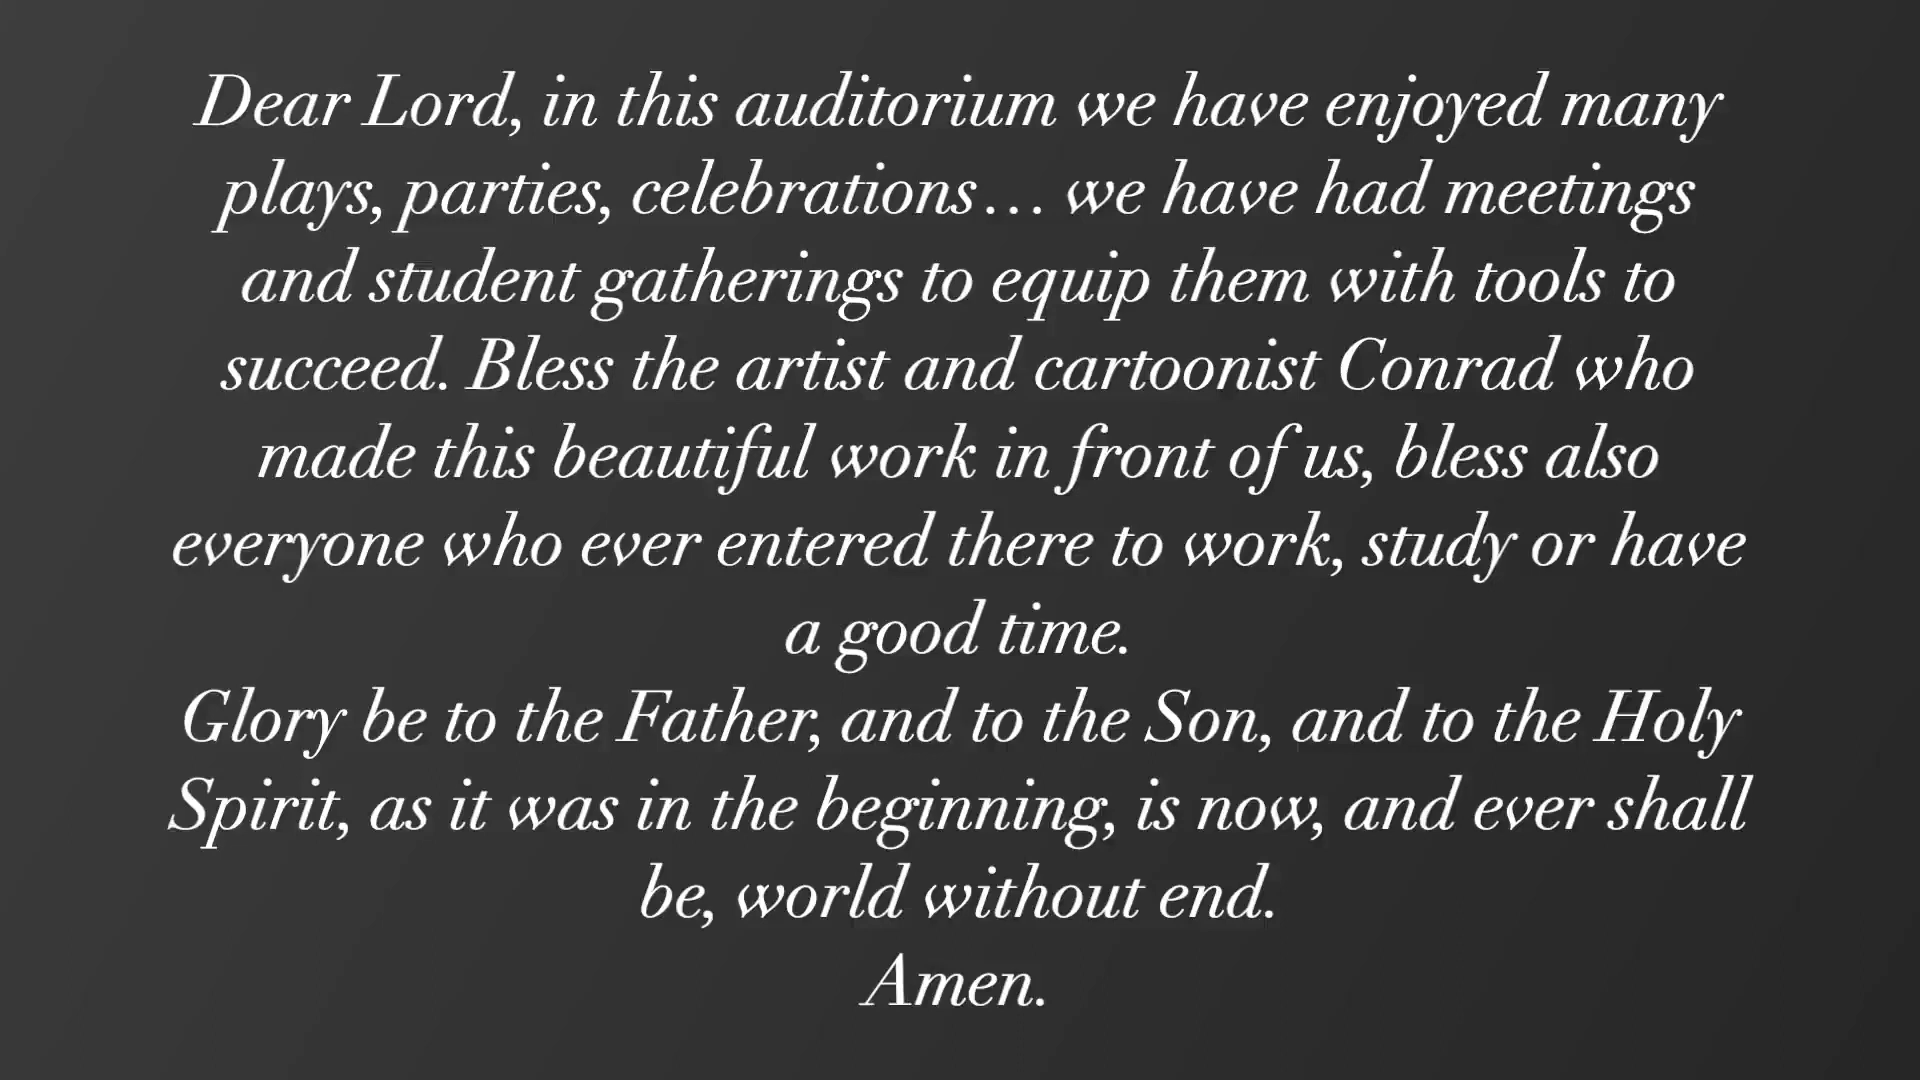 Dear Lord, in this auditorium we have enjoyed many
plays, parties, celebrations… we have had meetings
and student gatherings to equip them with tools to
succeed. Bless the artist and cartoonist Conrad who
made this beautiful work in front of us, bless also
everyone who ever entered there to work, study or have
a good time.
Glory be to the Father, and to the Son, and to the Holy
Spirit, as it was in the beginning, is now, and ever shall
be, world without end.
Amen.